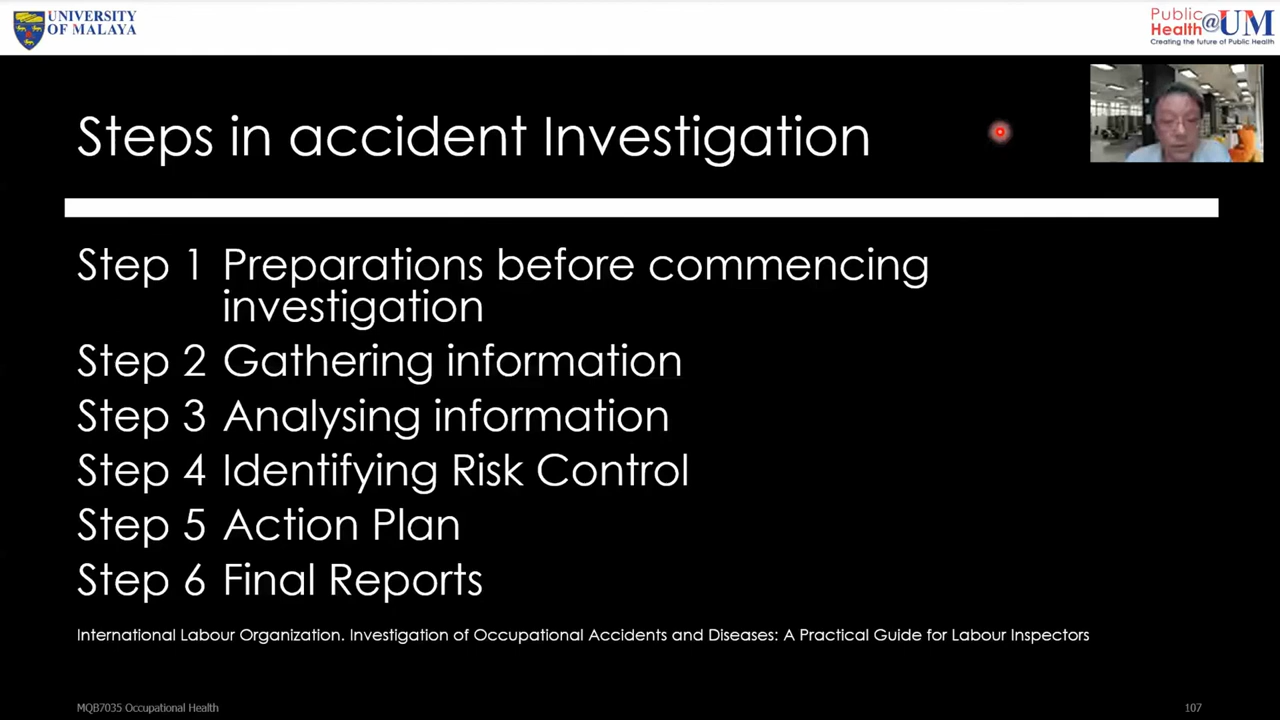 UNIVERSITY
OF MALAYA
Public
Health@UM
Creating the future of Public Health
Steps in accident Investigation
Step 1 Preparations before commencing
investigation
Step 2 Gathering information
Step 3 Analysing information
Step 4 Identifying Risk Control
Step 5 Action Plan
Step 6 Final Reports
International Labour Organization. Investigation of Occupational Accidents and Diseases: A Practical Guide for Labour Inspectors
MQB7035 Occupational Health
107